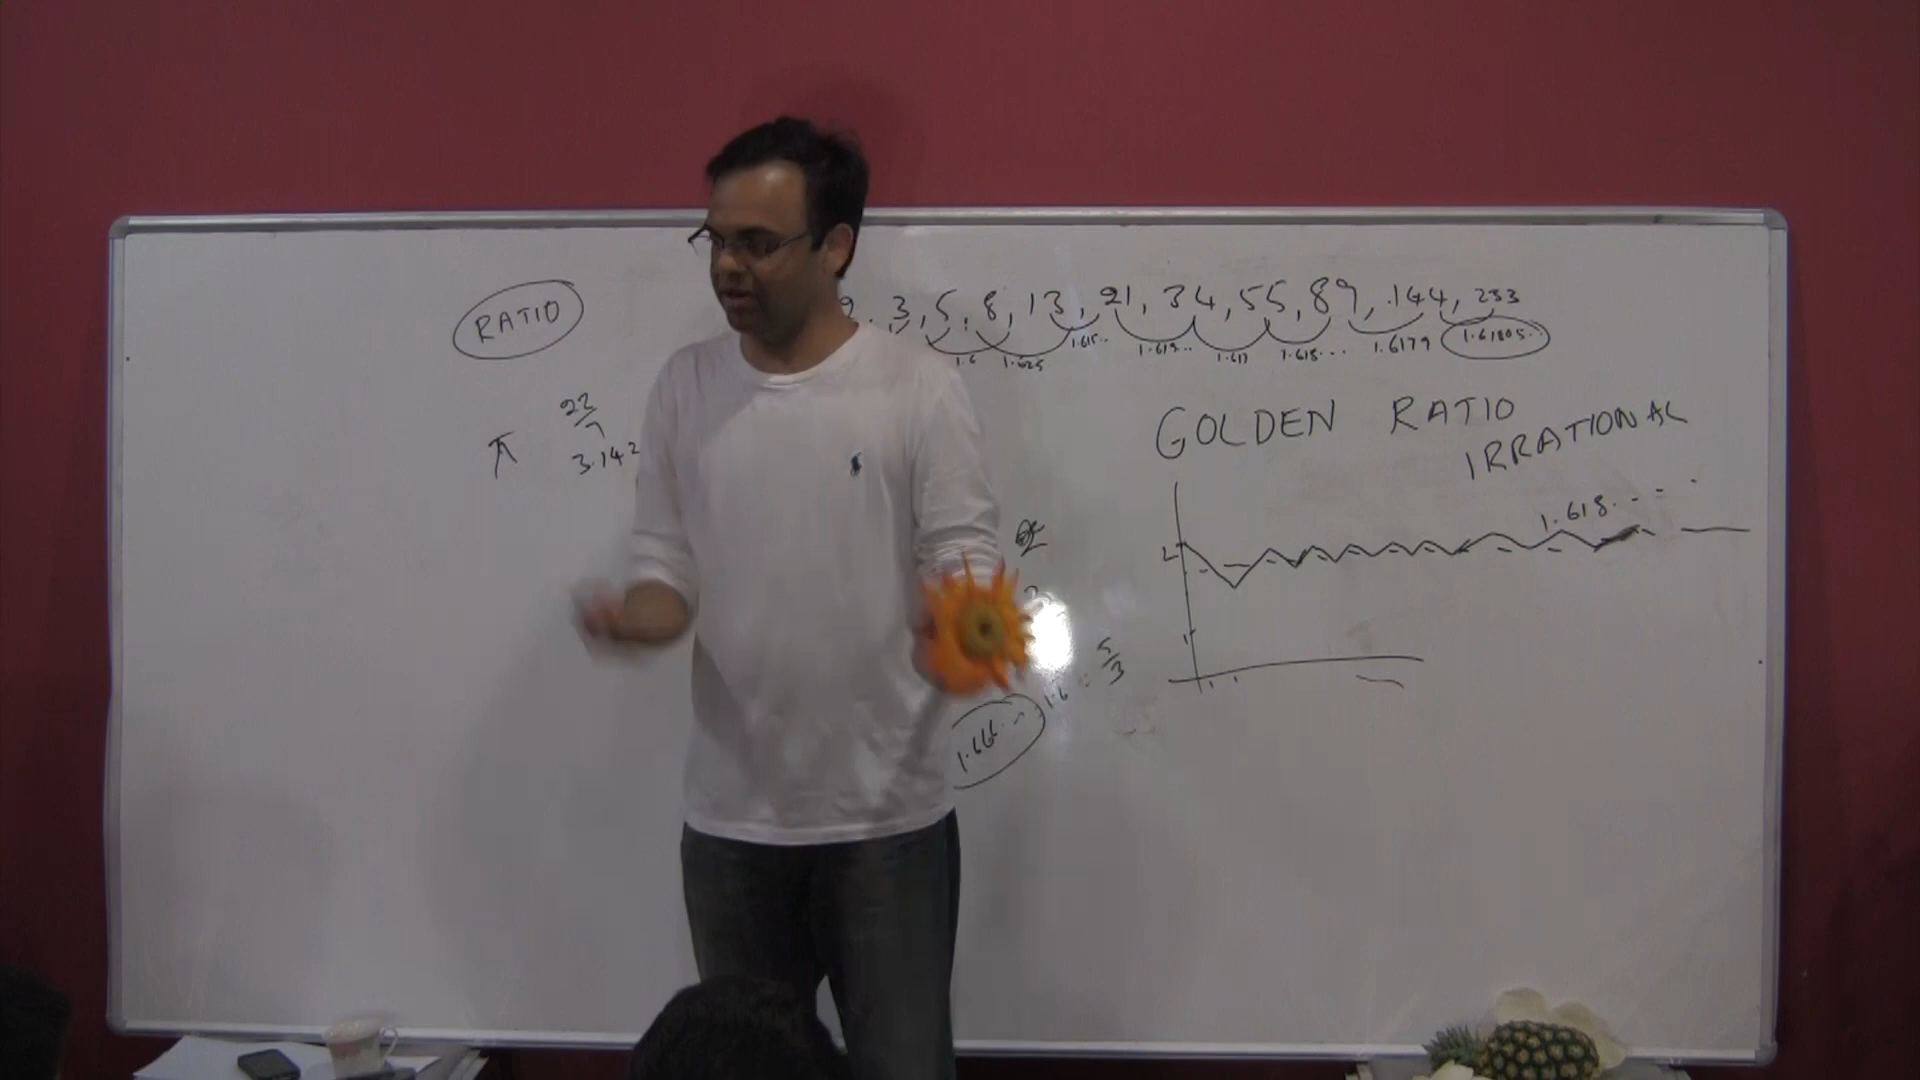 RATIO
2, 3, 5, 8, 13, 21, 34, 55, 89, 144, 233
1.6 1.625 1.615.. 1.619.. 1.617 1.618... 1.6179 1.61805..
GOLDEN RATIO
IRRATIONAL
22
7
π 3.142
1.618.....
2
1
5
3
1.6
1.666...